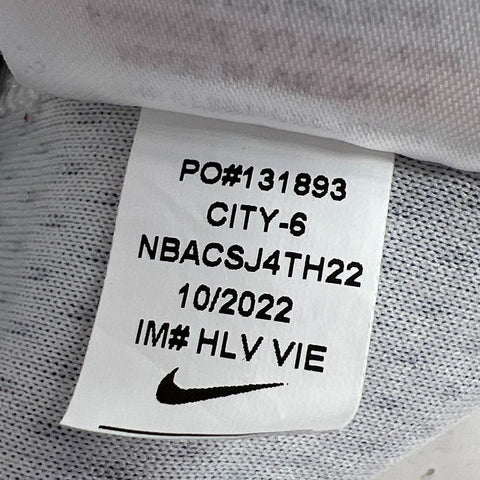 PO#131893
CITY-6
NBACSJ4TH22
10/2022
IM# HLV VIE